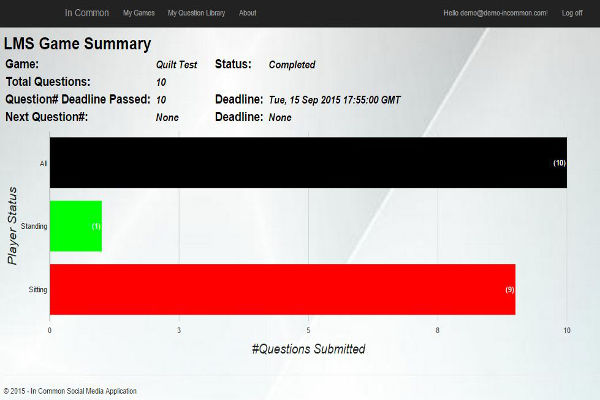 In Common My Games My Question Library About Hello demo@demo-incommon.com! Log off
LMS Game Summary
Game: Quilt Test Status: Completed
Total Questions: 10
Question# Deadline Passed: 10 Deadline: Tue, 15 Sep 2015 17:55:00 GMT
Next Question#: None Deadline: None
Player Status
All (10)
Standing (1)
Sitting (9)
0 3 5 8 10
#Questions Submitted
© 2015 - In Common Social Media Application